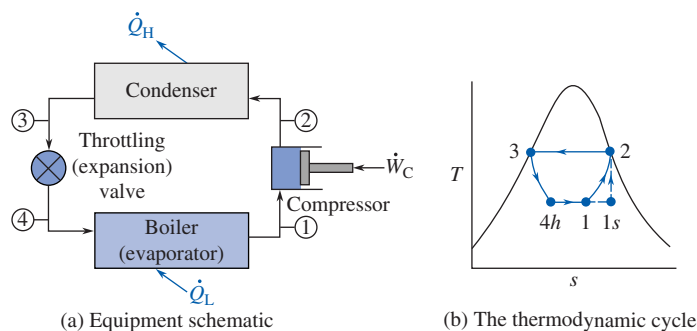 Q̇H
Condenser
3
2
Throttling
(expansion)
valve
ẆC
Compressor
4
Boiler
(evaporator)
1
Q̇L
(a) Equipment schematic
T
3
2
4h
1
1s
s
(b) The thermodynamic cycle